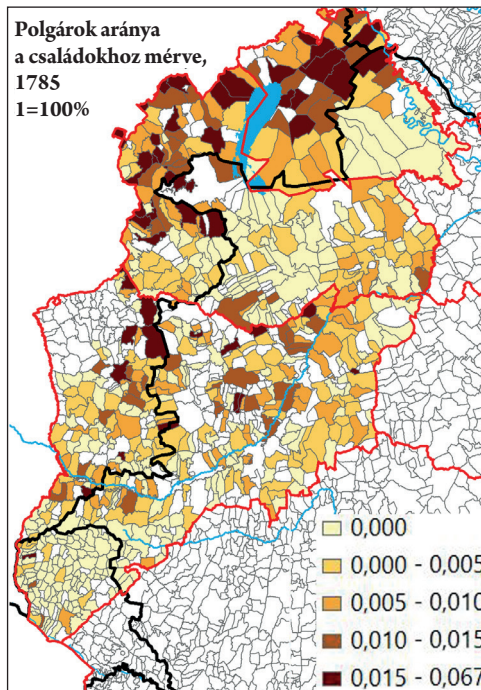 Polgárok aránya
a családokhoz mérve,
1785
1=100%
0,000
0,000 - 0,005
0,005 - 0,010
0,010 - 0,015
0,015 - 0,067